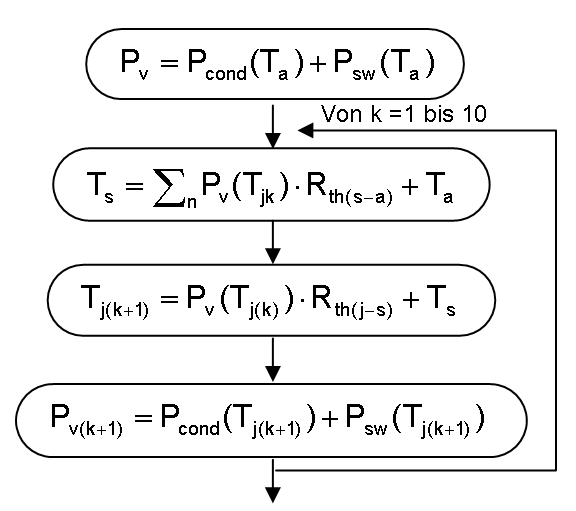 P_v = P_cond(T_a) + P_sw(T_a)
Von k =1 bis 10
T_s = ∑_n P_v(T_jk) · R_th(s−a) + T_a
T_j(k+1) = P_v(T_j(k)) · R_th(j−s) + T_s
P_v(k+1) = P_cond(T_j(k+1)) + P_sw(T_j(k+1))